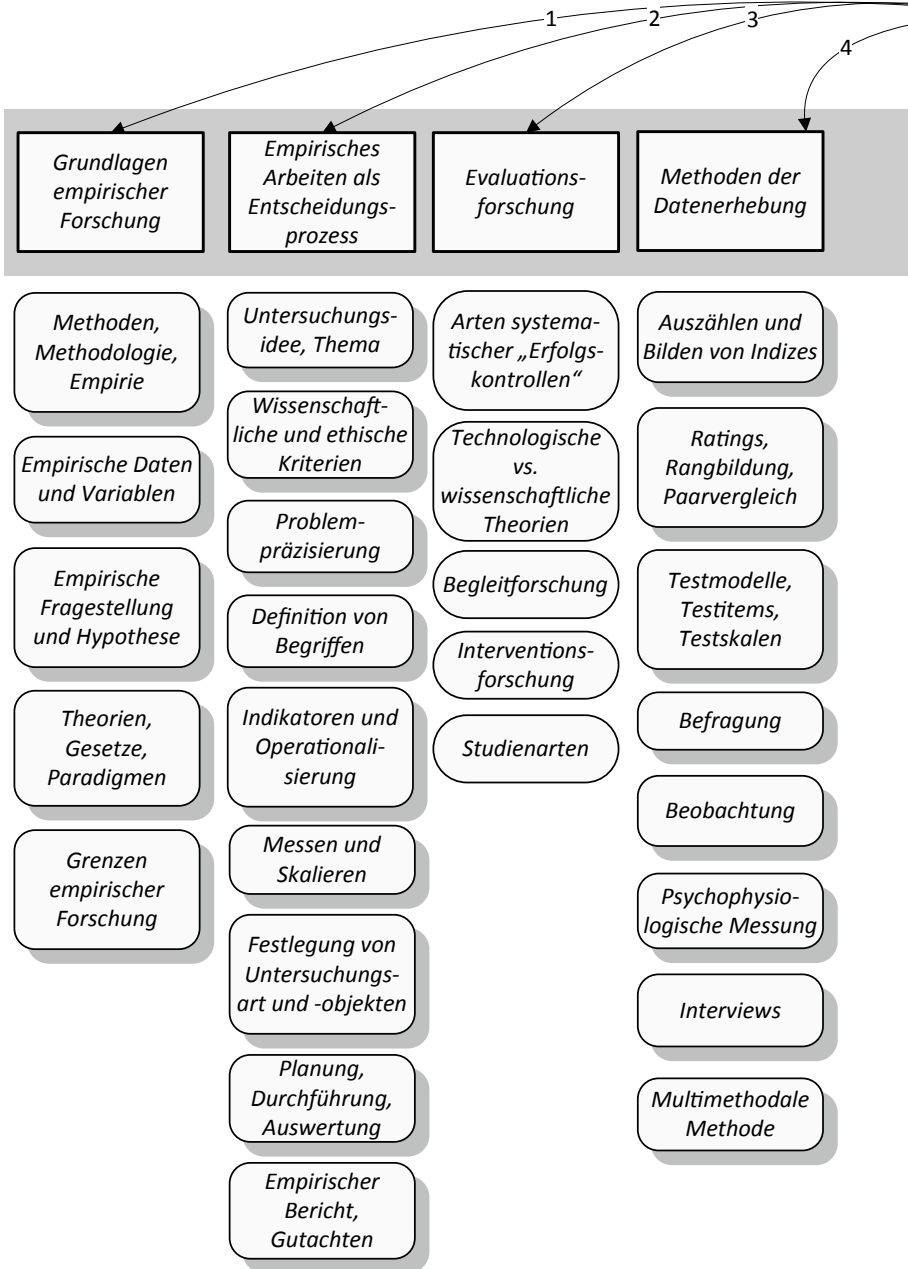 1
2
3
4
Grundlagen
empirischer
Forschung
Empirisches
Arbeiten als
Entscheidungs-
prozess
Evaluations-
forschung
Methoden der
Datenerhebung
Methoden,
Methodologie,
Empirie
Empirische Daten
und Variablen
Empirische
Fragestellung
und Hypothese
Theorien,
Gesetze,
Paradigmen
Grenzen
empirischer
Forschung
Untersuchungs-
idee, Thema
Wissenschaft-
liche und ethische
Kriterien
Problem-
präzisierung
Definition von
Begriffen
Indikatoren und
Operationali-
sierung
Messen und
Skalieren
Festlegung von
Untersuchungs-
art und -objekten
Planung,
Durchführung,
Auswertung
Empirischer
Bericht,
Gutachten
Arten systema-
tischer „Erfolgs-
kontrollen“
Technologische
vs.
wissenschaftliche
Theorien
Begleitforschung
Interventions-
forschung
Studienarten
Auszählen und
Bilden von Indizes
Ratings,
Rangbildung,
Paarvergleich
Testmodelle,
Testitems,
Testskalen
Befragung
Beobachtung
Psychophysio-
logische Messung
Interviews
Multimethodale
Methode